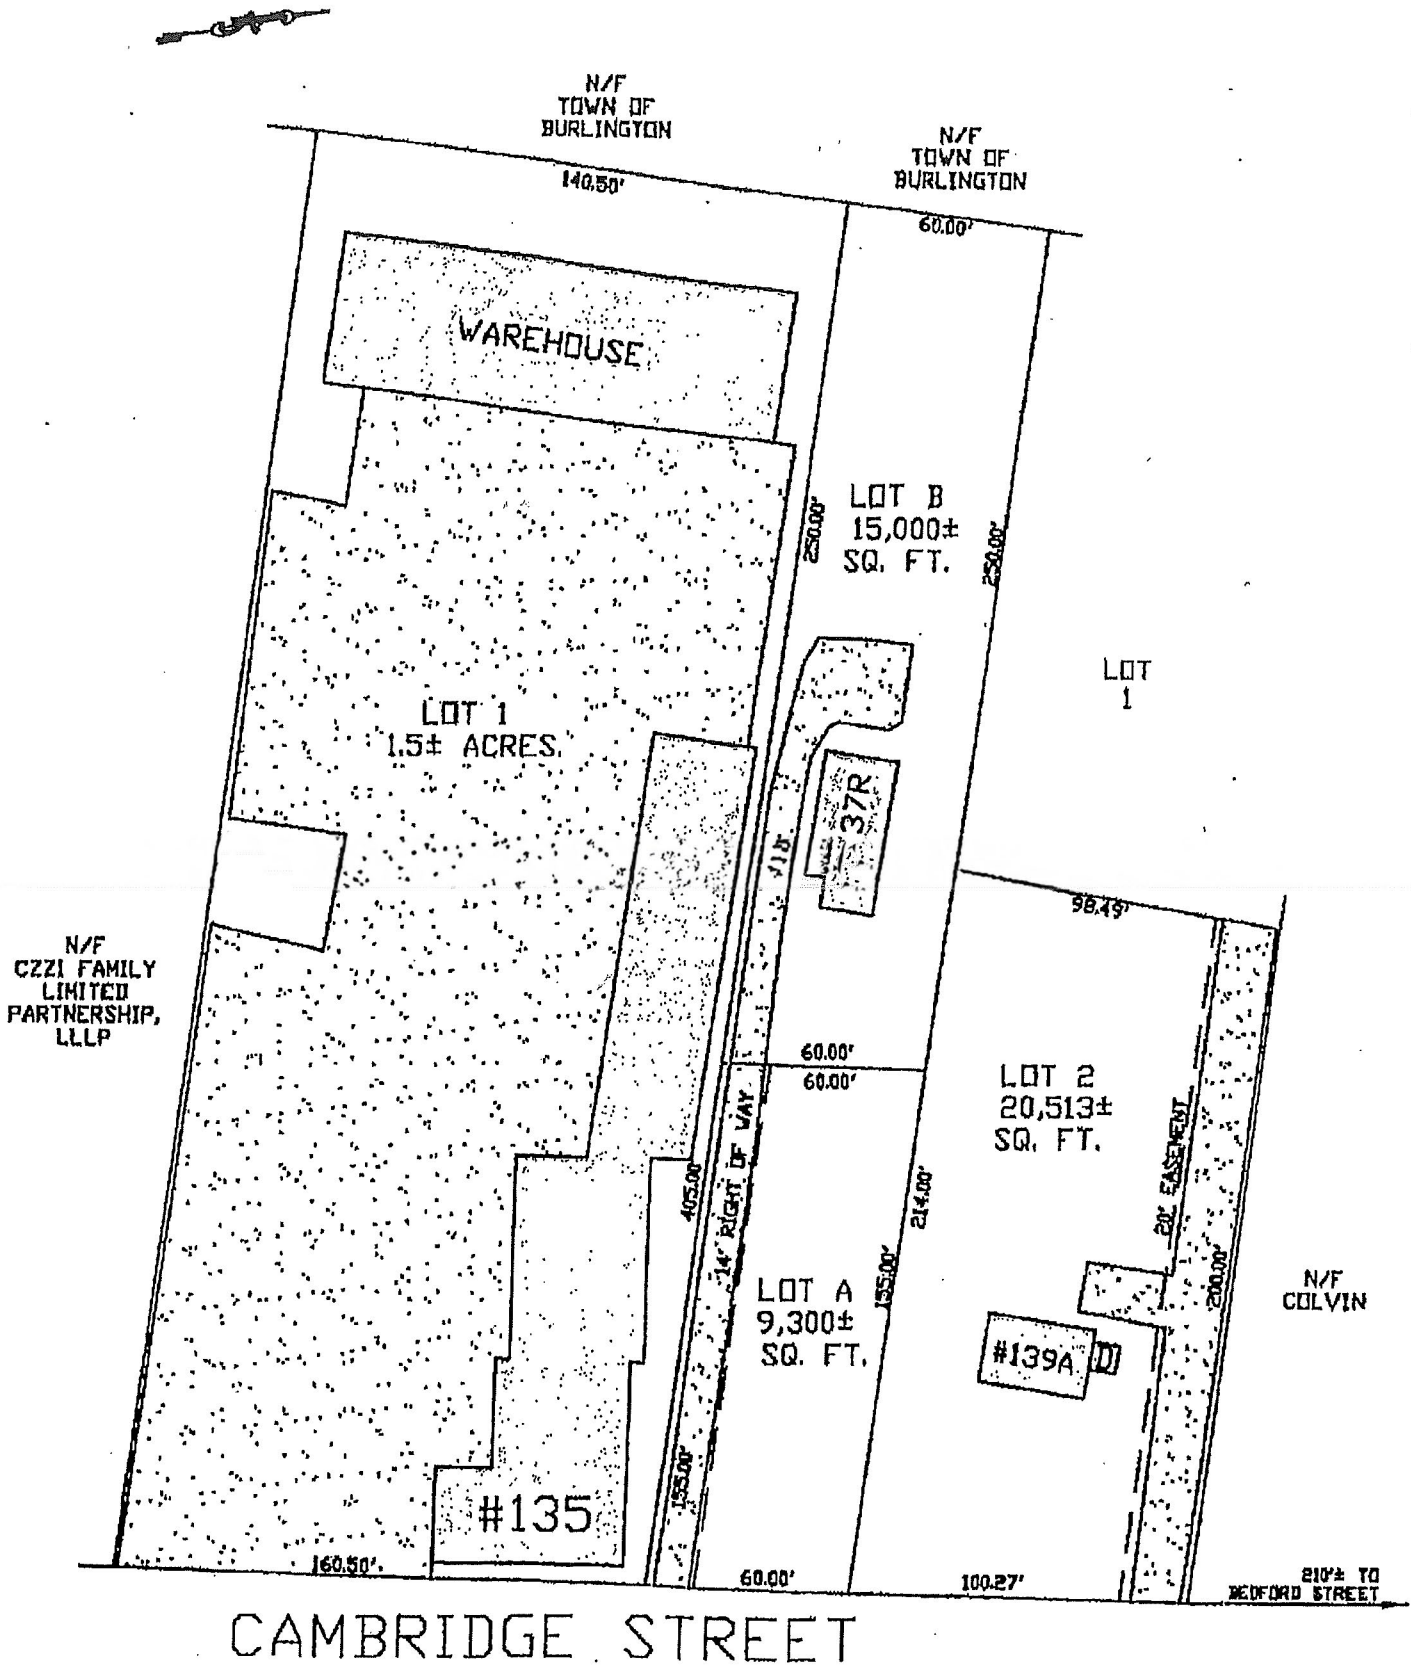 N/F
TOWN OF
BURLINGTON
140.50'
N/F
TOWN OF
BURLINGTON
60.00'
WAREHOUSE
LOT B
15,000±
SQ. FT.
250.00'
250.00'
LOT
1
LOT 1
1.5± ACRES
37R
98.49'
N/F
CZZI FAMILY
LIMITED
PARTNERSHIP,
LLLP
60.00'
60.00'
LOT 2
20,513±
SQ. FT.
14' RIGHT OF WAY
20' EASEMENT
405.00'
214.00'
155.00'
200.00'
LOT A
9,300±
SQ. FT.
N/F
COLVIN
#139A
155.00'
#135
160.50'
60.00'
100.27'
210'± TO
BEDFORD STREET
CAMBRIDGE STREET